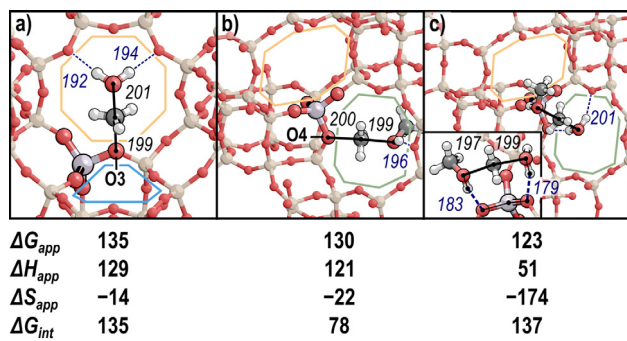 a) b) c)
194
192
201
199
O3
200 199
O4
196
201
197 199
179
183
ΔG_app 135 130 123
ΔH_app 129 121 51
ΔS_app −14 −22 −174
ΔG_int 135 78 137